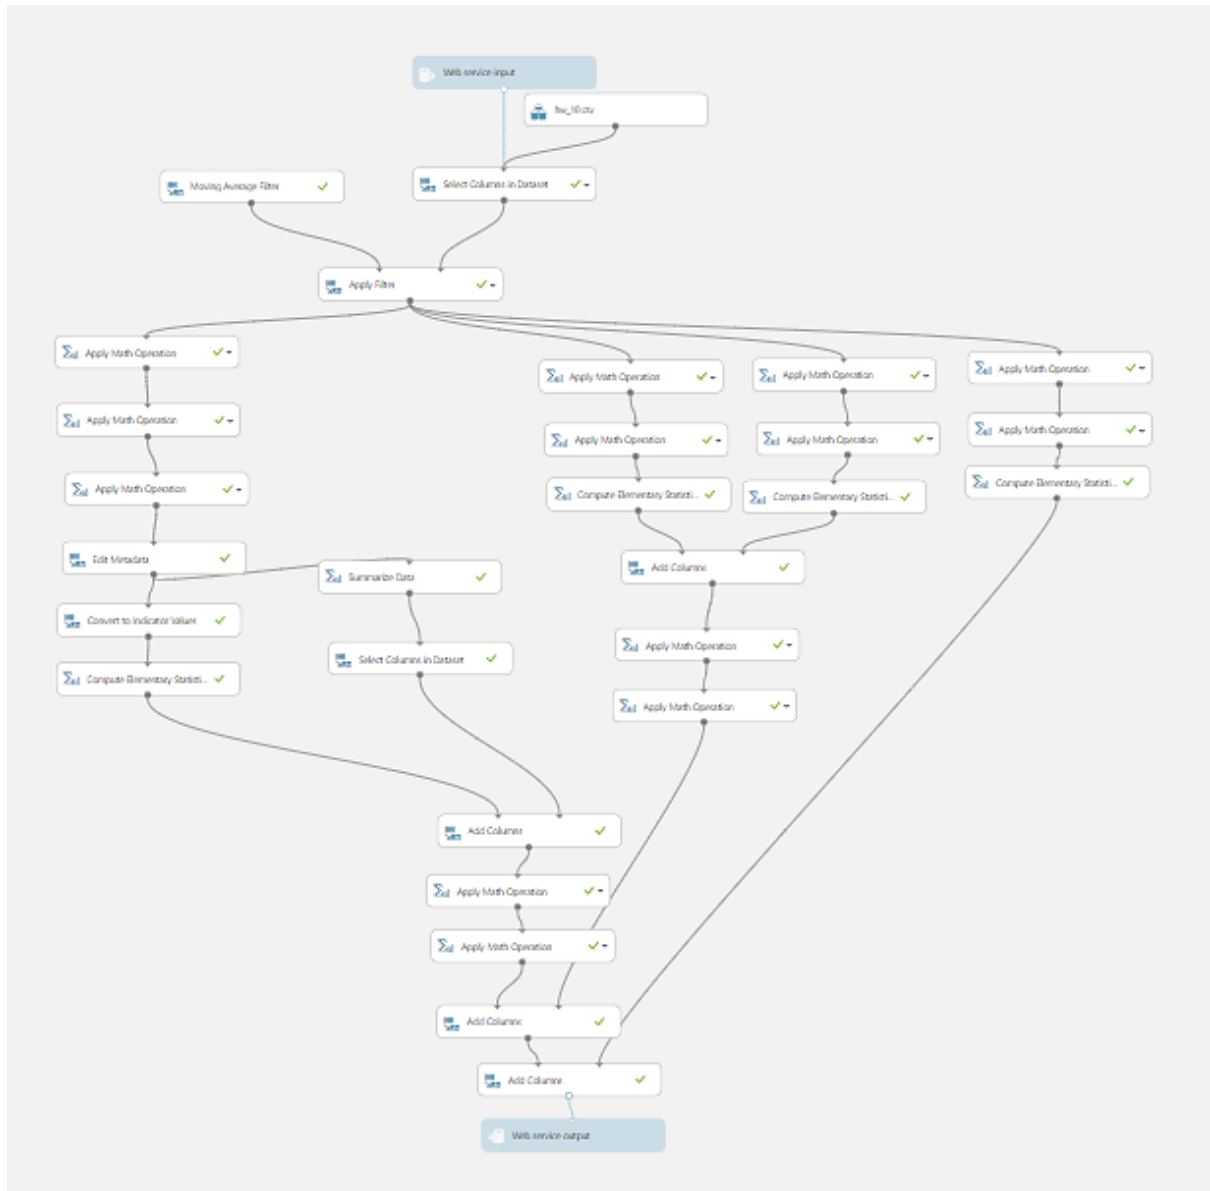 Web service input
hw_10.csv
Moving Average Filter
Select Columns in Dataset
Apply Filter
Apply Math Operation
Apply Math Operation
Apply Math Operation
Apply Math Operation
Apply Math Operation
Apply Math Operation
Apply Math Operation
Apply Math Operation
Apply Math Operation
Compute Elementary Statisti...
Compute Elementary Statisti...
Compute Elementary Statisti...
Edit Metadata
Summarize Data
Add Columns
Convert to Indicator Values
Apply Math Operation
Select Columns in Dataset
Compute Elementary Statisti...
Apply Math Operation
Add Columns
Apply Math Operation
Apply Math Operation
Add Columns
Add Columns
Web service output